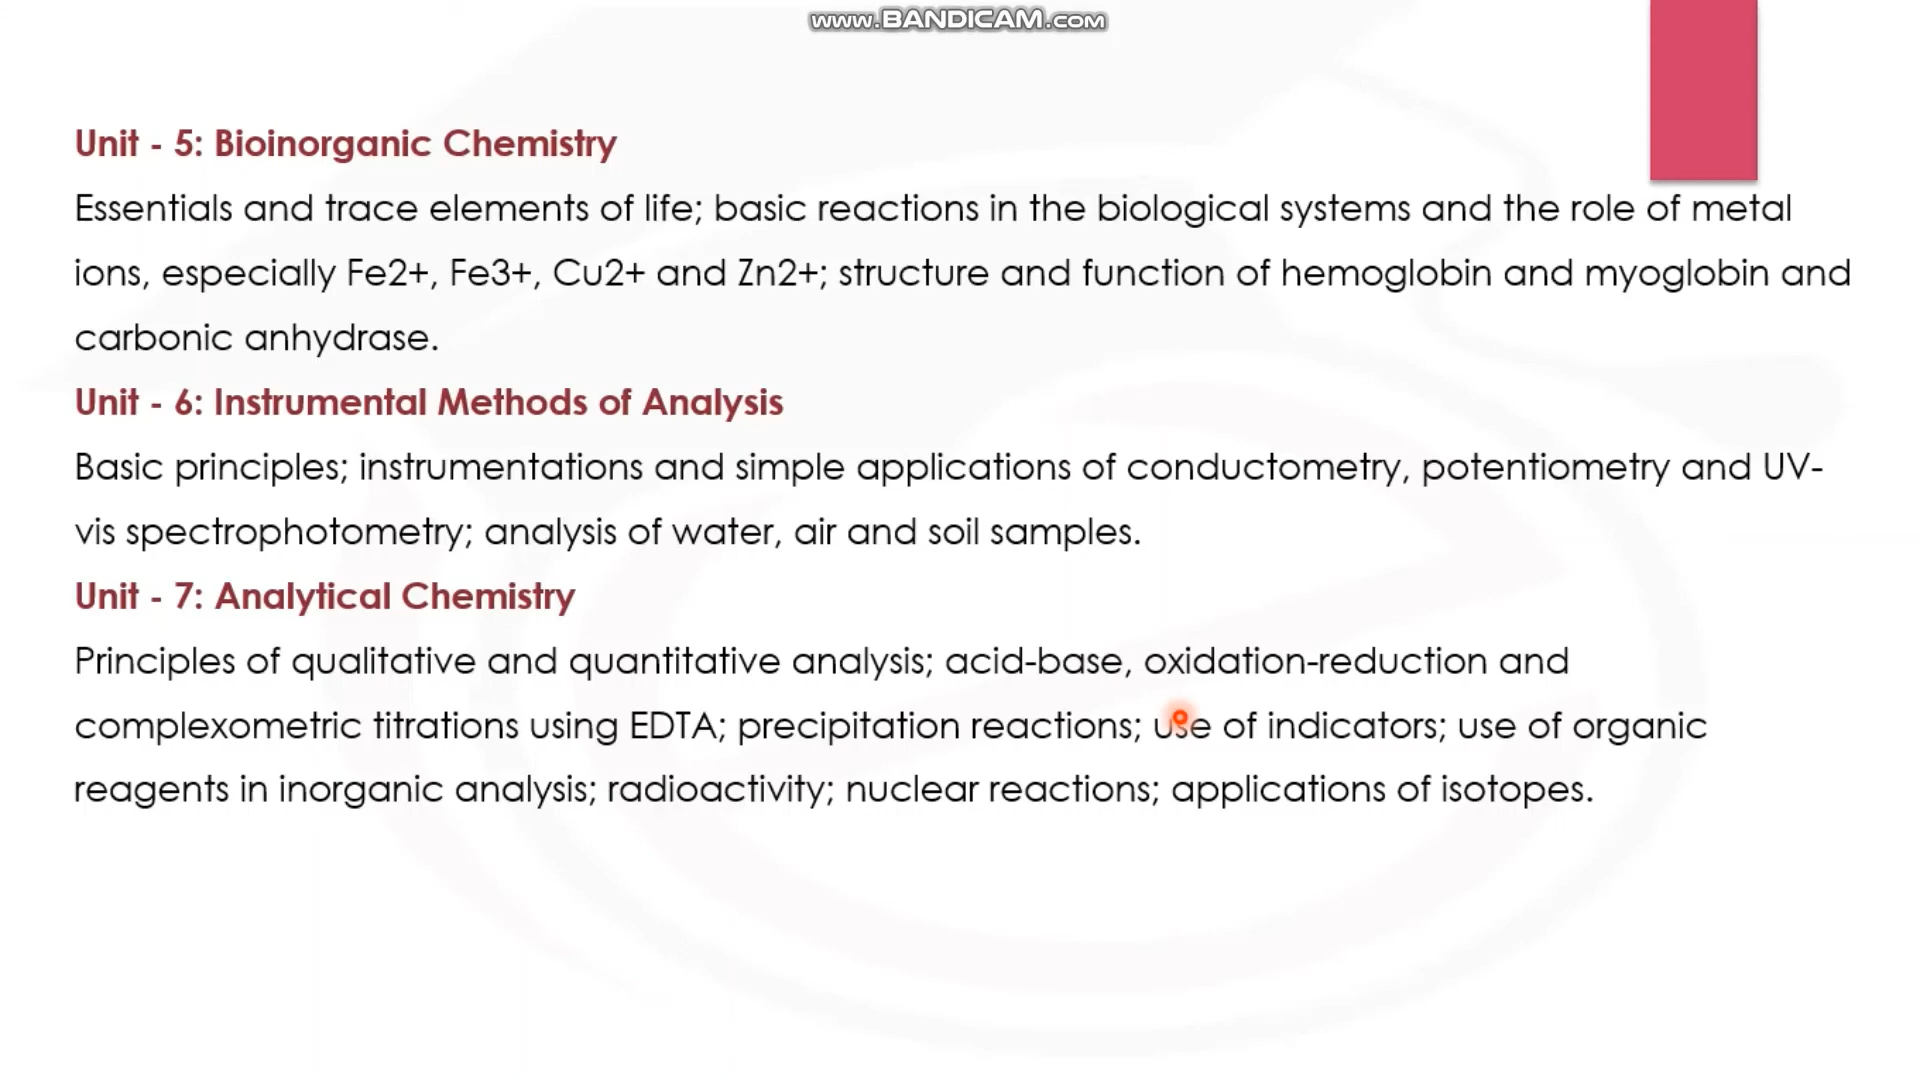 www.BANDICAM.com
Unit - 5: Bioinorganic Chemistry
Essentials and trace elements of life; basic reactions in the biological systems and the role of metal
ions, especially Fe2+, Fe3+, Cu2+ and Zn2+; structure and function of hemoglobin and myoglobin and
carbonic anhydrase.
Unit - 6: Instrumental Methods of Analysis
Basic principles; instrumentations and simple applications of conductometry, potentiometry and UV-
vis spectrophotometry; analysis of water, air and soil samples.
Unit - 7: Analytical Chemistry
Principles of qualitative and quantitative analysis; acid-base, oxidation-reduction and
complexometric titrations using EDTA; precipitation reactions; use of indicators; use of organic
reagents in inorganic analysis; radioactivity; nuclear reactions; applications of isotopes.